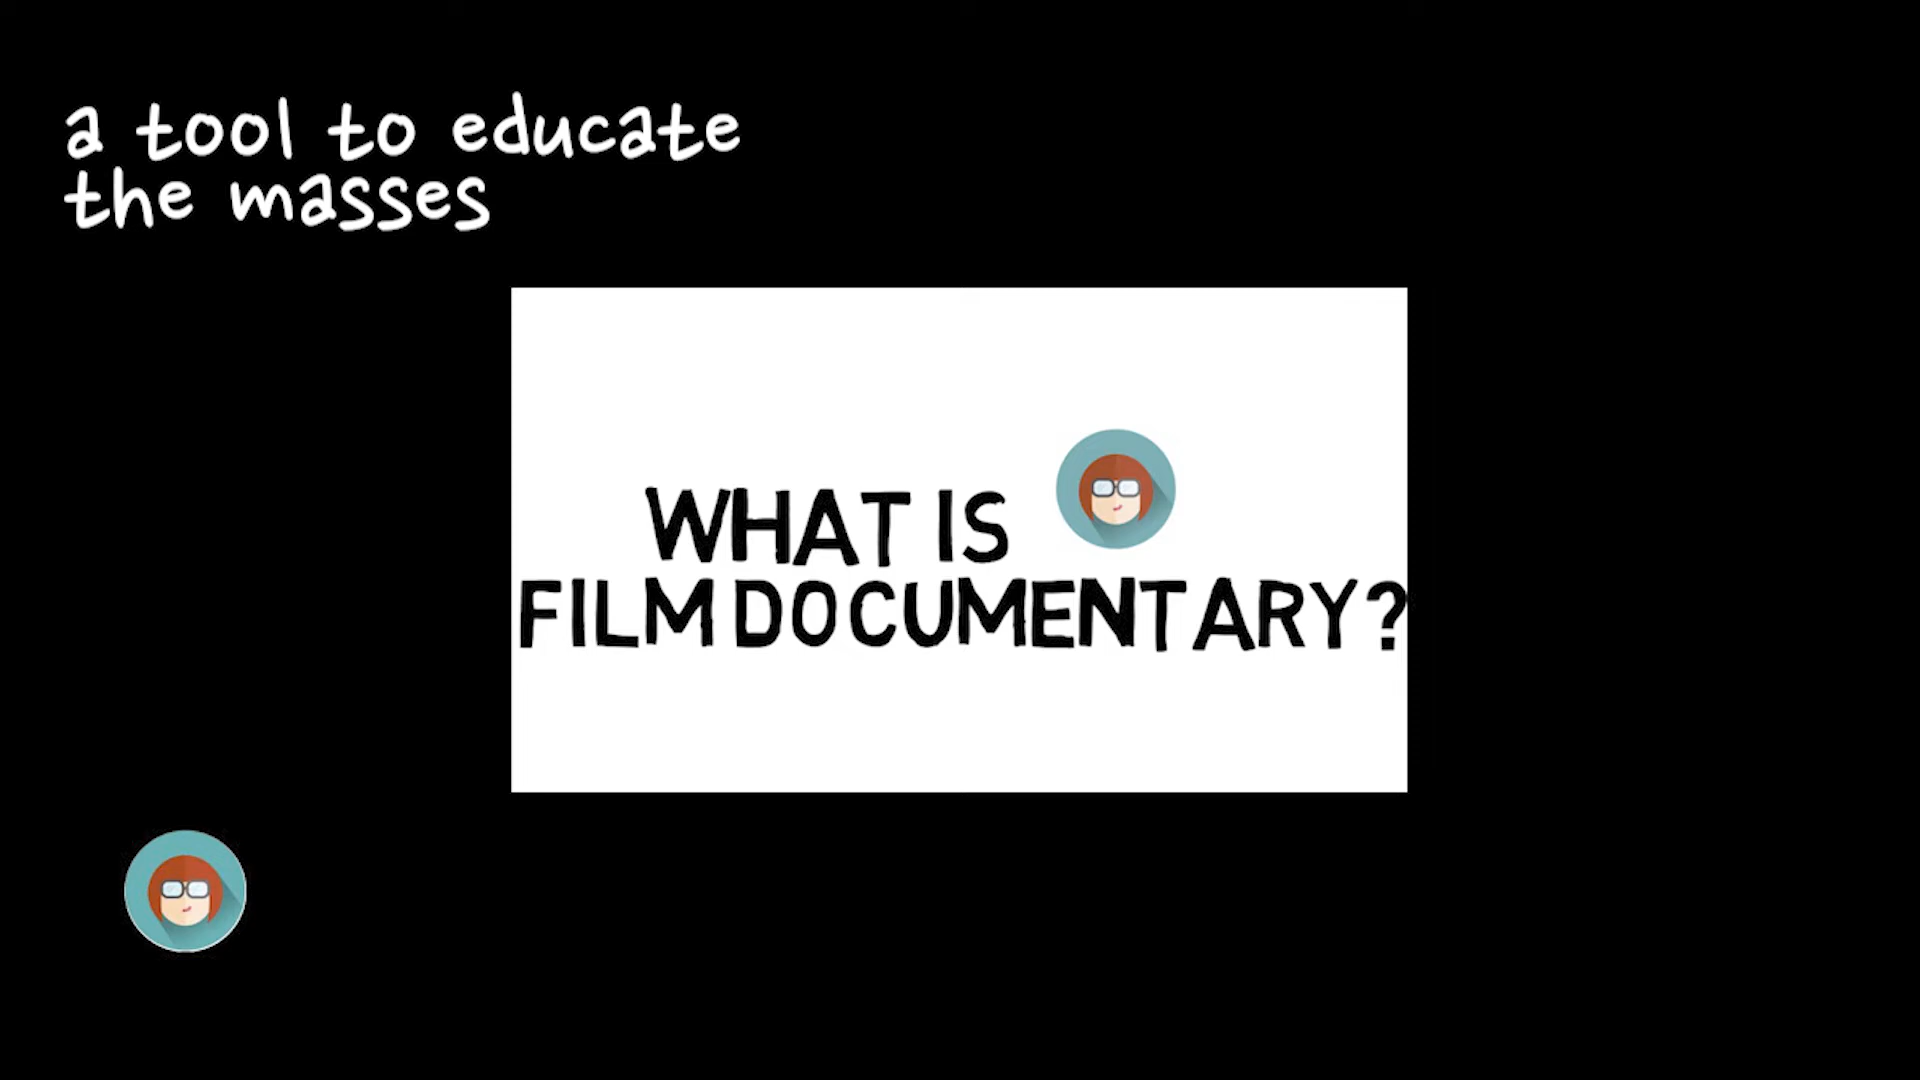 a tool to educate
the masses
WHAT IS
FILM DOCUMENTARY?